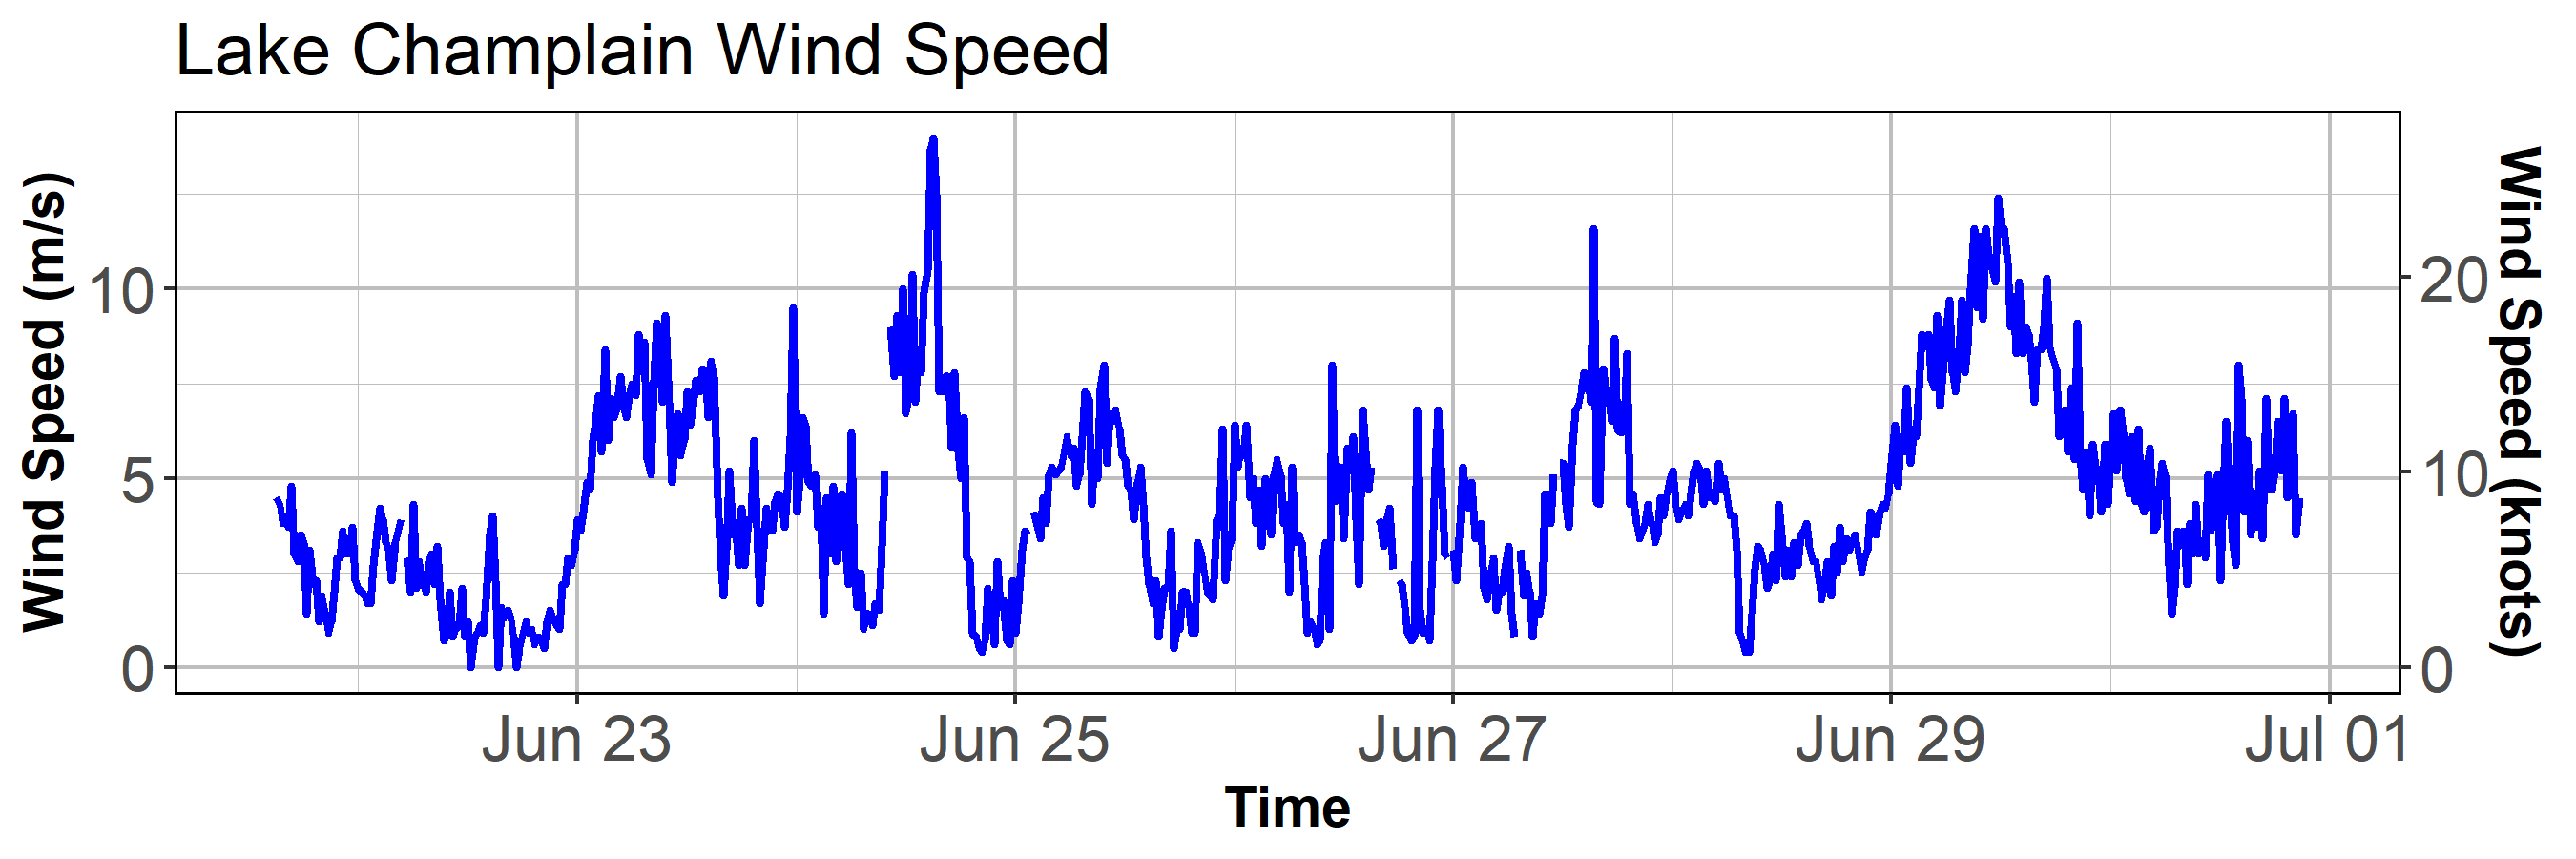 Lake Champlain Wind Speed
Wind Speed (m/s)
10
5
0
20
10
0
Wind Speed (knots)
Jun 23
Jun 25
Jun 27
Jun 29
Jul 01
Time